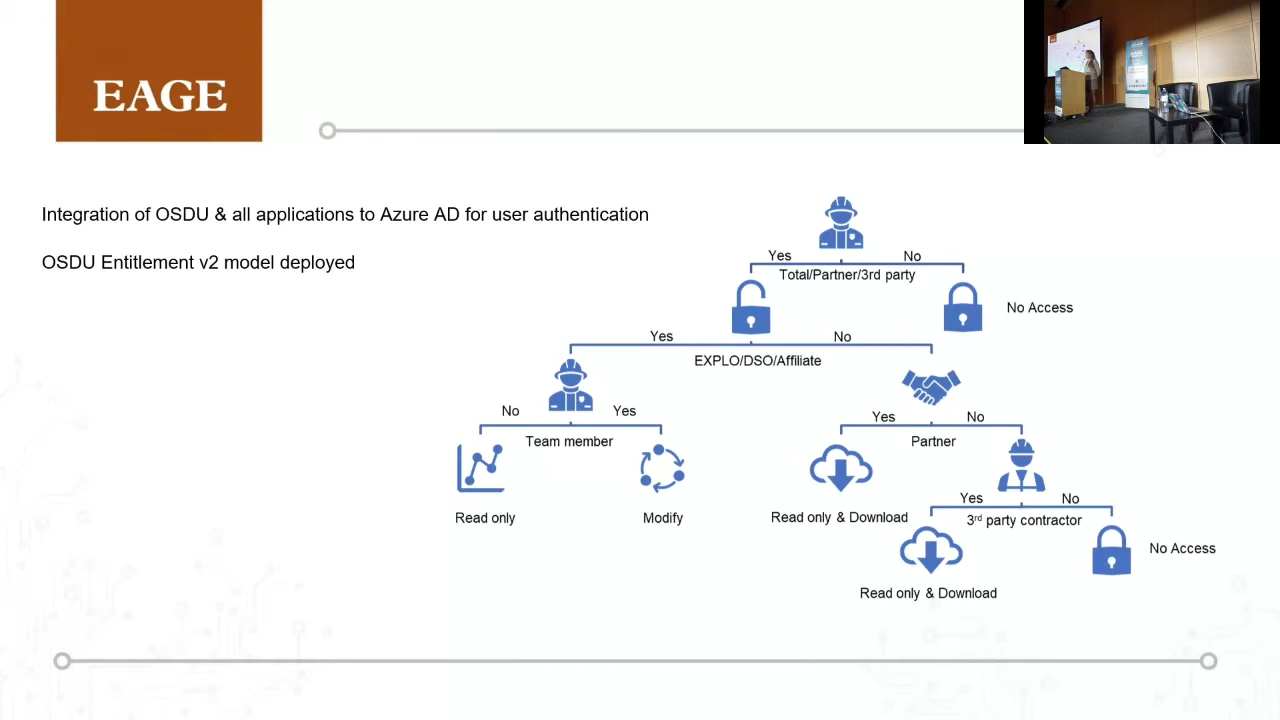 EAGE
Integration of OSDU & all applications to Azure AD for user authentication
OSDU Entitlement v2 model deployed
Yes
No
Total/Partner/3rd party
No Access
Yes
No
EXPLO/DSO/Affiliate
No
Yes
Team member
Yes
No
Partner
Read only
Modify
Read only & Download
Yes
No
3rd party contractor
No Access
Read only & Download